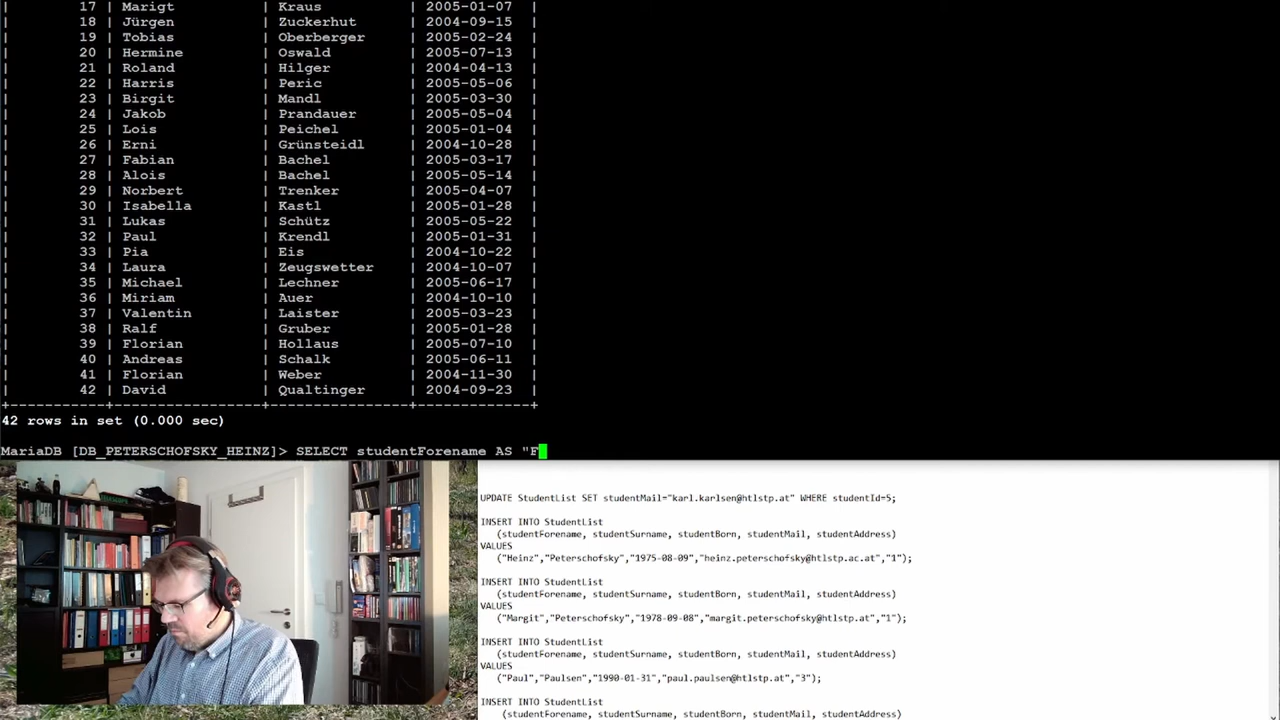 | 17 | Marigt | Kraus | 2005-01-07 |
| 18 | Jürgen | Zuckerhut | 2004-09-15 |
| 19 | Tobias | Oberberger | 2005-02-24 |
| 20 | Hermine | Oswald | 2005-07-13 |
| 21 | Roland | Hilger | 2004-04-13 |
| 22 | Harris | Peric | 2005-05-06 |
| 23 | Birgit | Mandl | 2005-03-30 |
| 24 | Jakob | Prandauer | 2005-05-04 |
| 25 | Lois | Peichel | 2005-01-04 |
| 26 | Erni | Grünsteidl | 2004-10-28 |
| 27 | Fabian | Bachel | 2005-03-17 |
| 28 | Alois | Bachel | 2005-05-14 |
| 29 | Norbert | Trenker | 2005-04-07 |
| 30 | Isabella | Kastl | 2005-01-28 |
| 31 | Lukas | Schütz | 2005-05-22 |
| 32 | Paul | Krendl | 2005-01-31 |
| 33 | Pia | Eis | 2004-10-22 |
| 34 | Laura | Zeugswetter | 2004-10-07 |
| 35 | Michael | Lechner | 2005-06-17 |
| 36 | Miriam | Auer | 2004-10-10 |
| 37 | Valentin | Laister | 2005-03-23 |
| 38 | Ralf | Gruber | 2005-01-28 |
| 39 | Florian | Hollaus | 2005-07-10 |
| 40 | Andreas | Schalk | 2005-06-11 |
| 41 | Florian | Weber | 2004-11-30 |
| 42 | David | Qualtinger | 2004-09-23 |
42 rows in set (0.000 sec)
MariaDB [DB_PETERSCHOFSKY_HEINZ]> SELECT studentForename AS "F
UPDATE StudentList SET studentMail="karl.karlsen@htlstp.at" WHERE studentId=5;
INSERT INTO StudentList
(studentForename, studentSurname, studentBorn, studentMail, studentAddress)
VALUES
("Heinz","Peterschofsky","1975-08-09","heinz.peterschofsky@htlstp.ac.at","1");
INSERT INTO StudentList
(studentForename, studentSurname, studentBorn, studentMail, studentAddress)
VALUES
("Margit","Peterschofsky","1978-09-08","margit.peterschofsky@htlstp.at","1");
INSERT INTO StudentList
(studentForename, studentSurname, studentBorn, studentMail, studentAddress)
VALUES
("Paul","Paulsen","1990-01-31","paul.paulsen@htlstp.at","3");
INSERT INTO StudentList
(studentForename, studentSurname, studentBorn, studentMail, studentAddress)